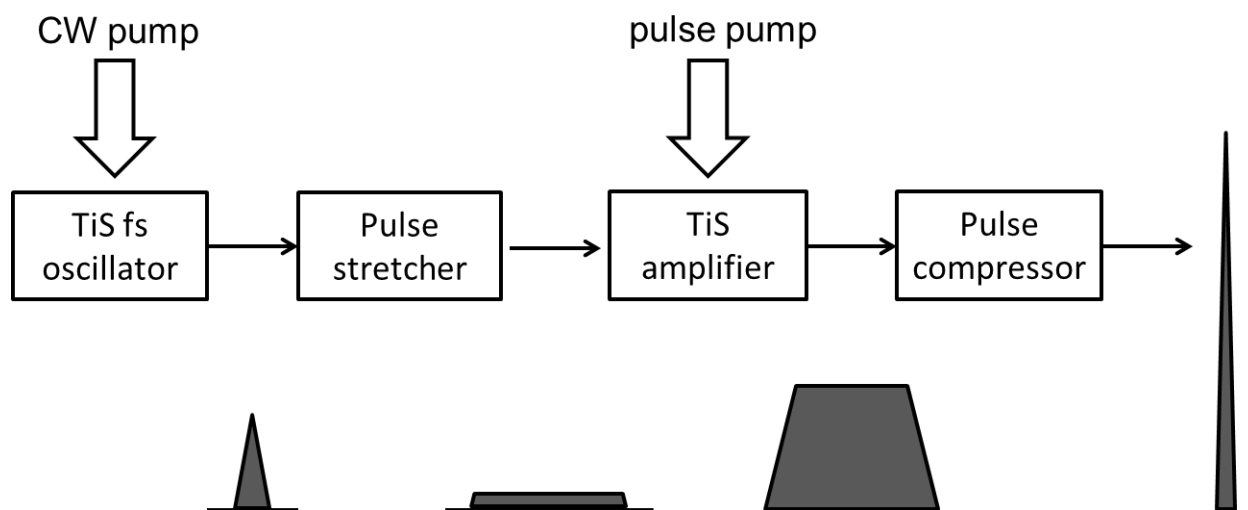 CW pump
pulse pump
TiS fs
oscillator
Pulse
stretcher
TiS
amplifier
Pulse
compressor